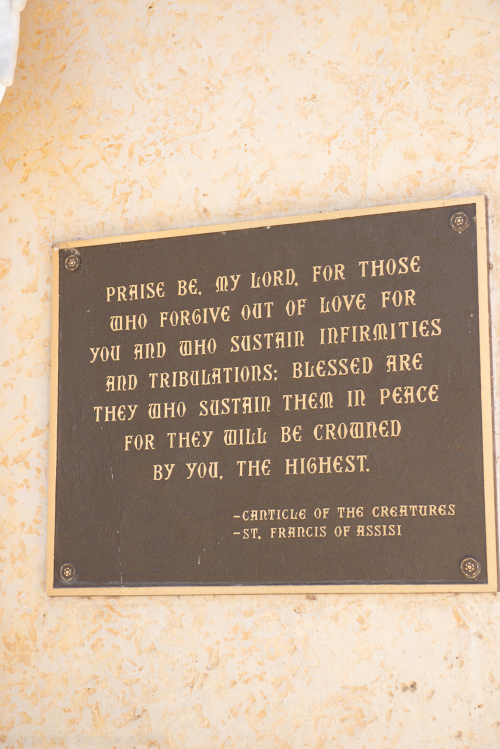 PRAISE BE, MY LORD, FOR THOSE
WHO FORGIVE OUT OF LOVE FOR
YOU AND WHO SUSTAIN INFIRMITIES
AND TRIBULATIONS; BLESSED ARE
THEY WHO SUSTAIN THEM IN PEACE
FOR THEY WILL BE CROWNED
BY YOU, THE HIGHEST.
-CANTICLE OF THE CREATURES
-ST. FRANCIS OF ASSISI